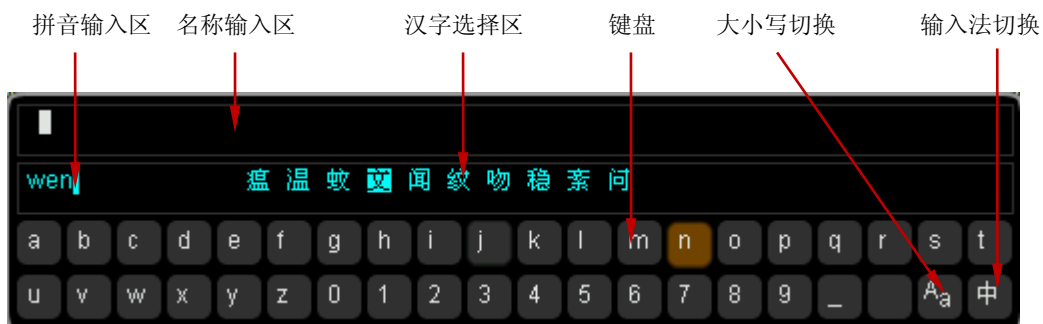 拼音输入区 名称输入区 汉字选择区 键盘 大小写切换 输入法切换
wen 瘟 温 蚊 文 闻 纹 吻 稳 紊 问
a b c d e f g h i j k l m n o p q r s t
u v w x y z 0 1 2 3 4 5 6 7 8 9 _ Aa 中